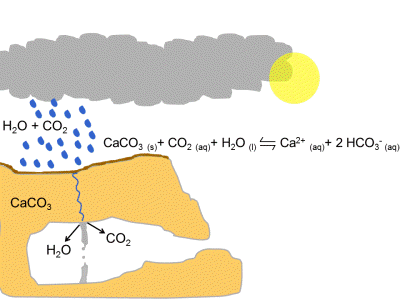 H₂O + CO₂
CaCO₃ (s)+ CO₂ (aq)+ H₂O (l) ⇌ Ca²⁺ (aq)+ 2 HCO₃⁻ (aq)
CaCO₃
H₂O
CO₂